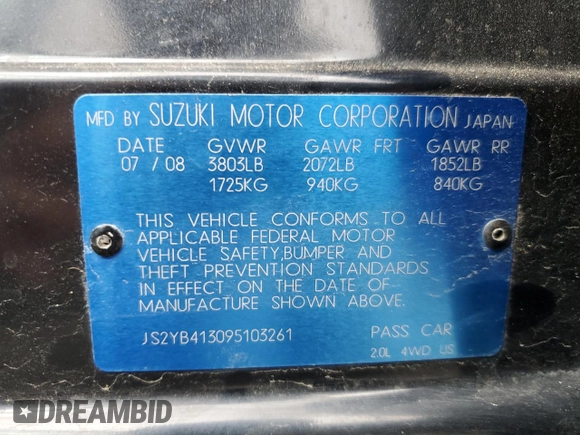 MFD BY SUZUKI MOTOR CORPORATION JAPAN
DATE GVWR GAWR FRT GAWR RR
07 / 08 3803LB 2072LB 1852LB
1725KG 940KG 840KG
THIS VEHICLE CONFORMS TO ALL
APPLICABLE FEDERAL MOTOR
VEHICLE SAFETY,BUMPER AND
THEFT PREVENTION STANDARDS
IN EFFECT ON THE DATE OF
MANUFACTURE SHOWN ABOVE.
JS2YB413095103261 PASS CAR
2.0L 4WD US
DREAMBID